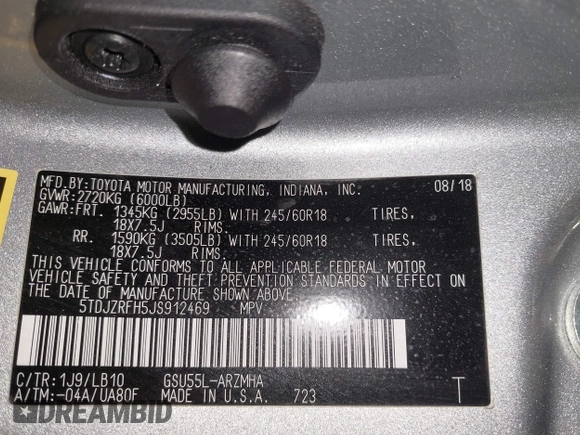 MFD.BY:TOYOTA MOTOR MANUFACTURING, INDIANA, INC. 08/18
GVWR:2720KG (6000LB)
GAWR:FRT. 1345KG (2955LB) WITH 245/60R18 TIRES,
18X7.5J RIMS.
RR. 1590KG (3505LB) WITH 245/60R18 TIRES,
18X7.5J RIMS.
THIS VEHICLE CONFORMS TO ALL APPLICABLE FEDERAL MOTOR
VEHICLE SAFETY AND THEFT PREVENTION STANDARDS IN EFFECT ON
THE DATE OF MANUFACTURE SHOWN ABOVE.
5TDJZRFH5JS912469 MPV
C/TR:1J9/LB10 GSU55L-ARZMHA
A/TM:-04A/UA80F MADE IN U.S.A. 723 T
DREAMBID.COM